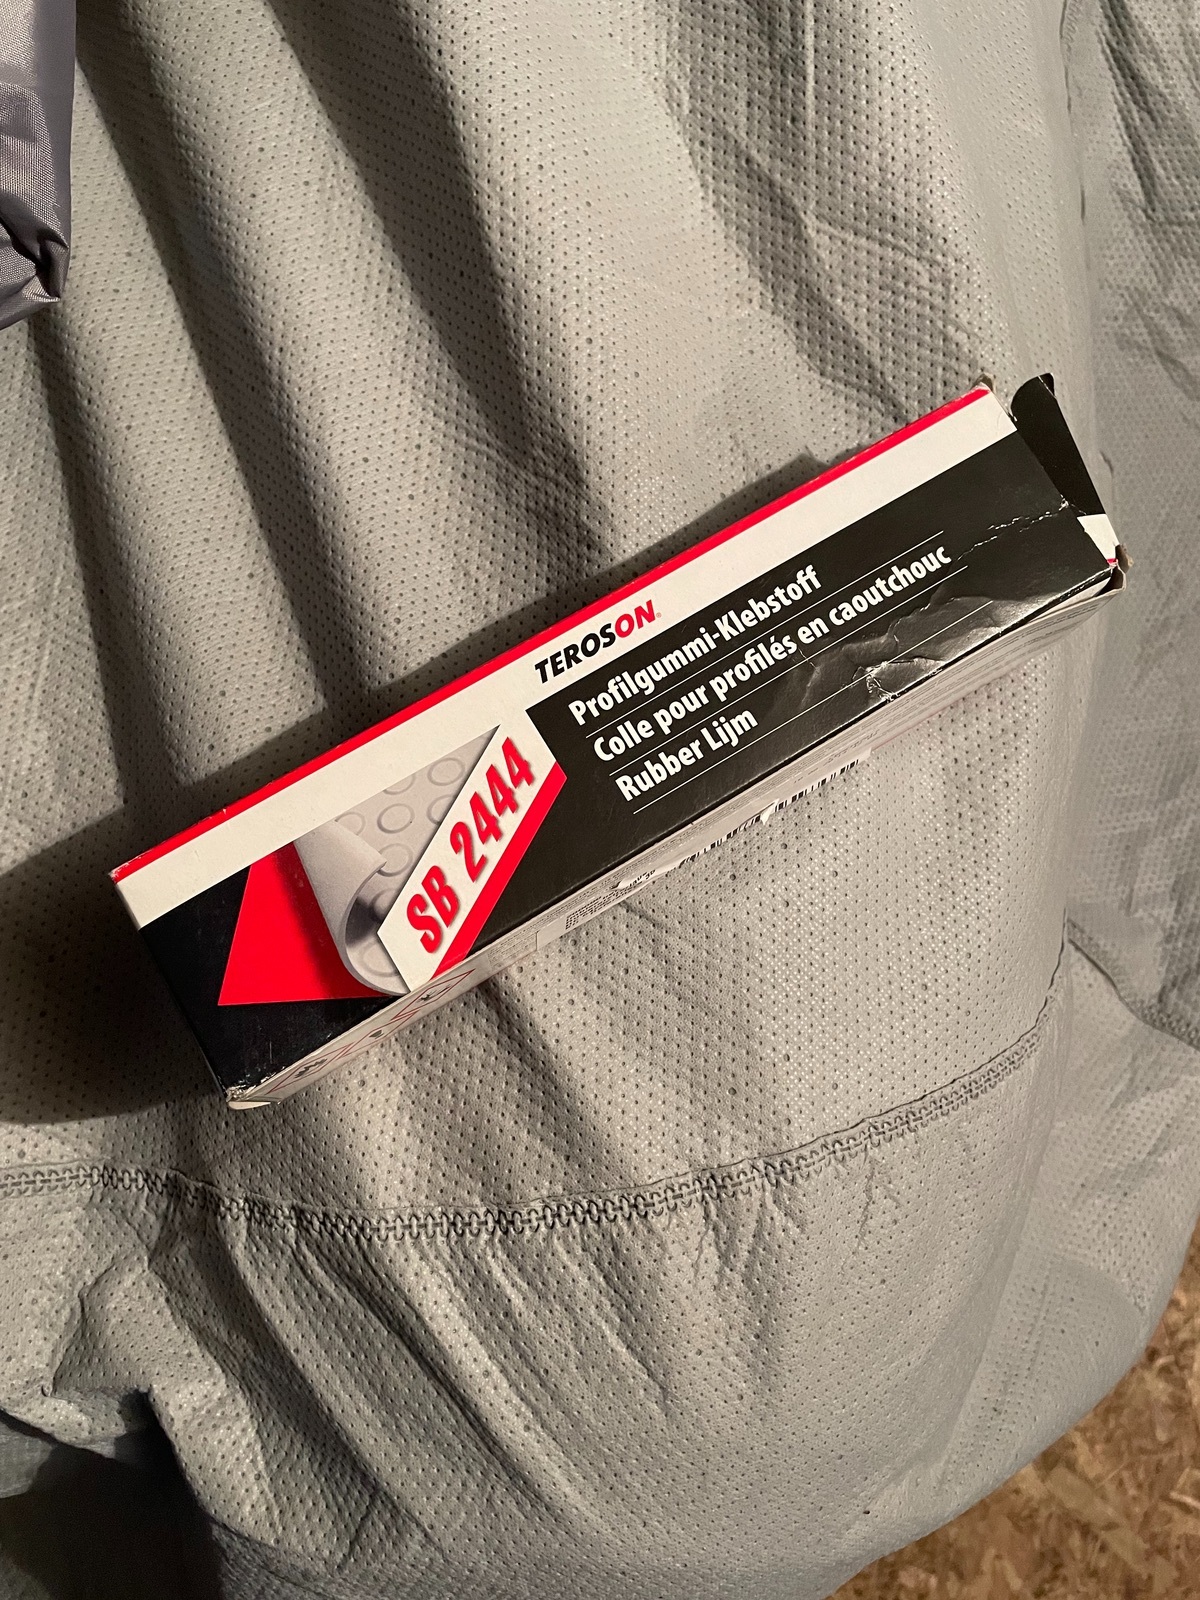 TEROSON®
Profilgummi-Klebstoff
Colle pour profilés en caoutchouc
Rubber Lijm
SB 2444